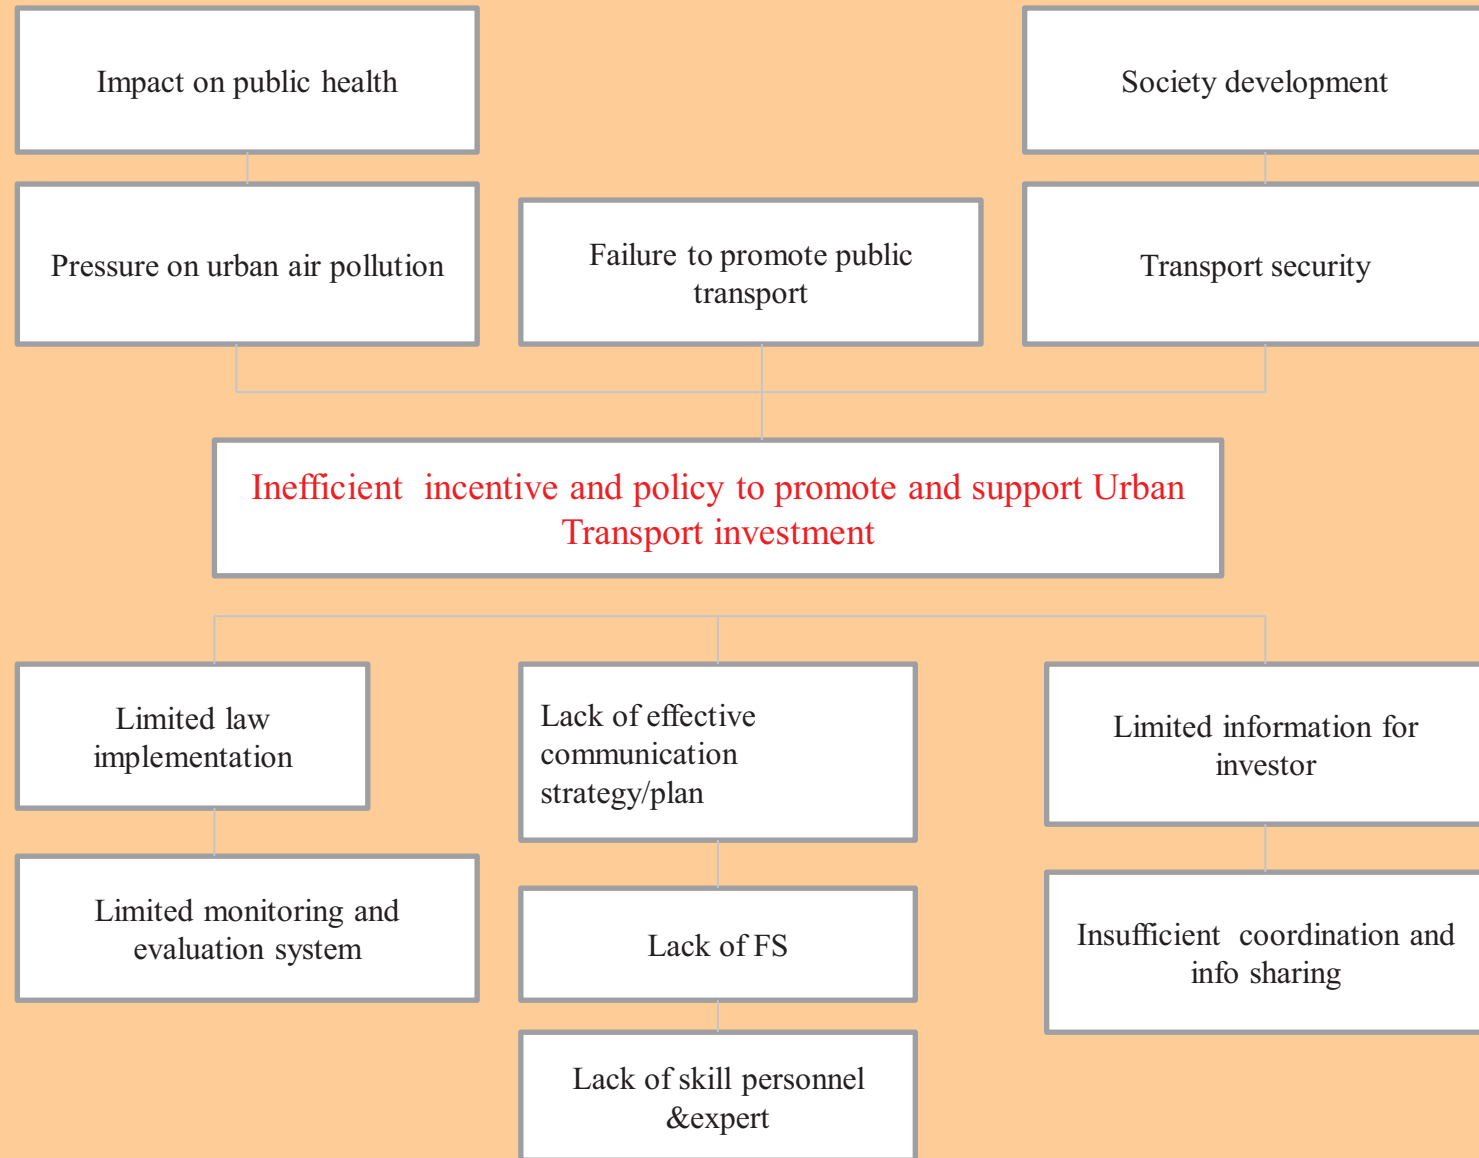 Impact on public health
Society development
Pressure on urban air pollution
Failure to promote public
transport
Transport security
Inefficient  incentive and policy to promote and support Urban
Transport investment
Limited law
implementation
Lack of effective
communication
strategy/plan
Limited information for
investor
Limited monitoring and
evaluation system
Lack of FS
Insufficient  coordination and
info sharing
Lack of skill personnel
&expert